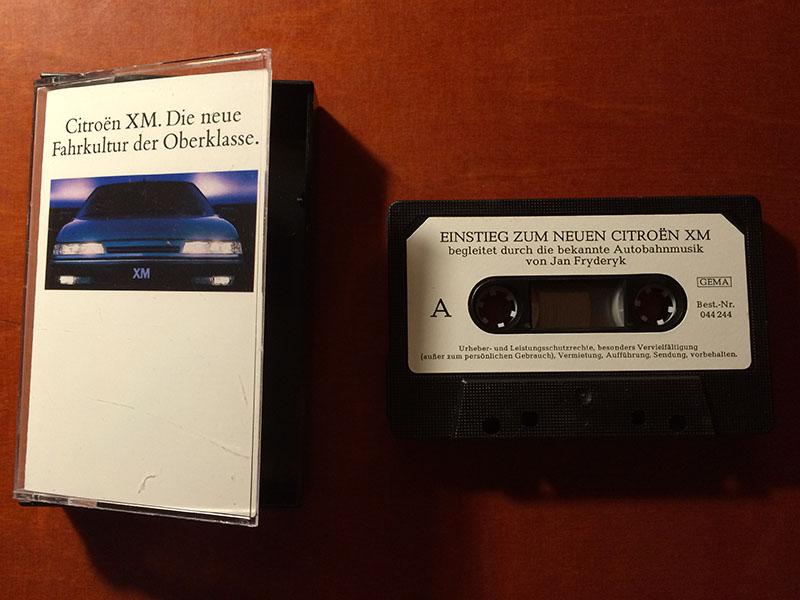 Citroën XM. Die neue
Fahrkultur der Oberklasse.
XM
EINSTIEG ZUM NEUEN CITROËN XM
begleitet durch die bekannte Autobahnmusik
von Jan Fryderyk
GEMA
A
Best.-Nr.
044 244
Urheber- und Leistungsschutzrechte, besonders Vervielfältigung
(außer zum persönlichen Gebrauch), Vermietung, Aufführung, Sendung, vorbehalten.